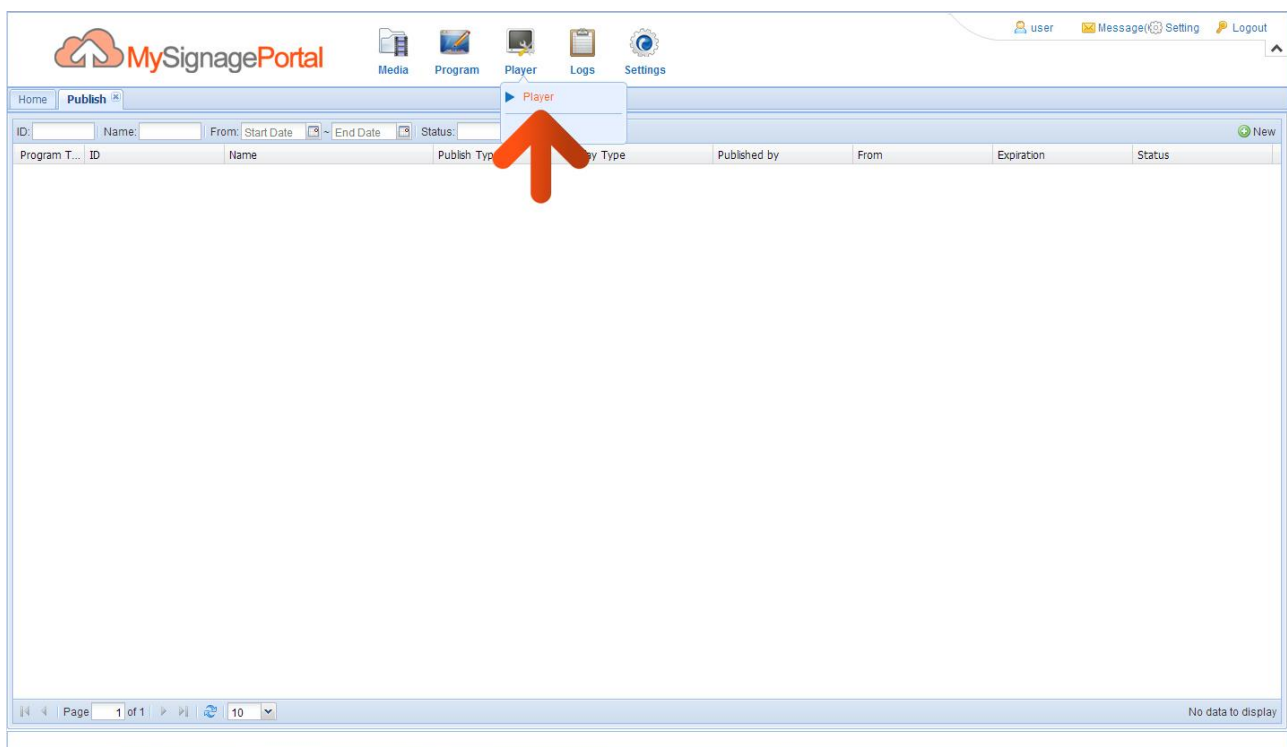 user Message( Setting Logout
MySignagePortal
Media Program Player Logs Settings
Player
Home Publish
ID: Name: From: Start Date ~ End Date Status: New
Program T... ID Name Publish Typ ay Type Published by From Expiration Status
Page 1 of 1 10 No data to display